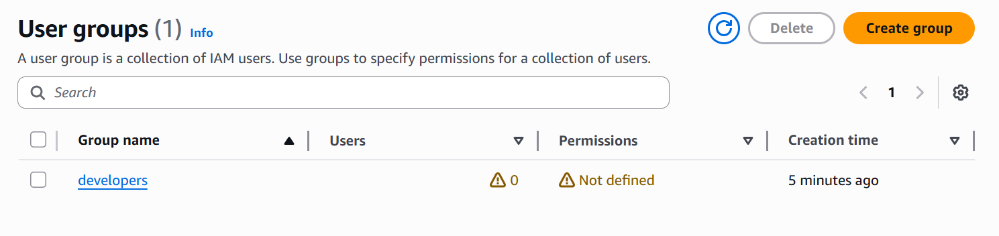 User groups (1) Info
Delete
Create group
A user group is a collection of IAM users. Use groups to specify permissions for a collection of users.
Search
1
Group name Users Permissions Creation time
developers 0 Not defined 5 minutes ago